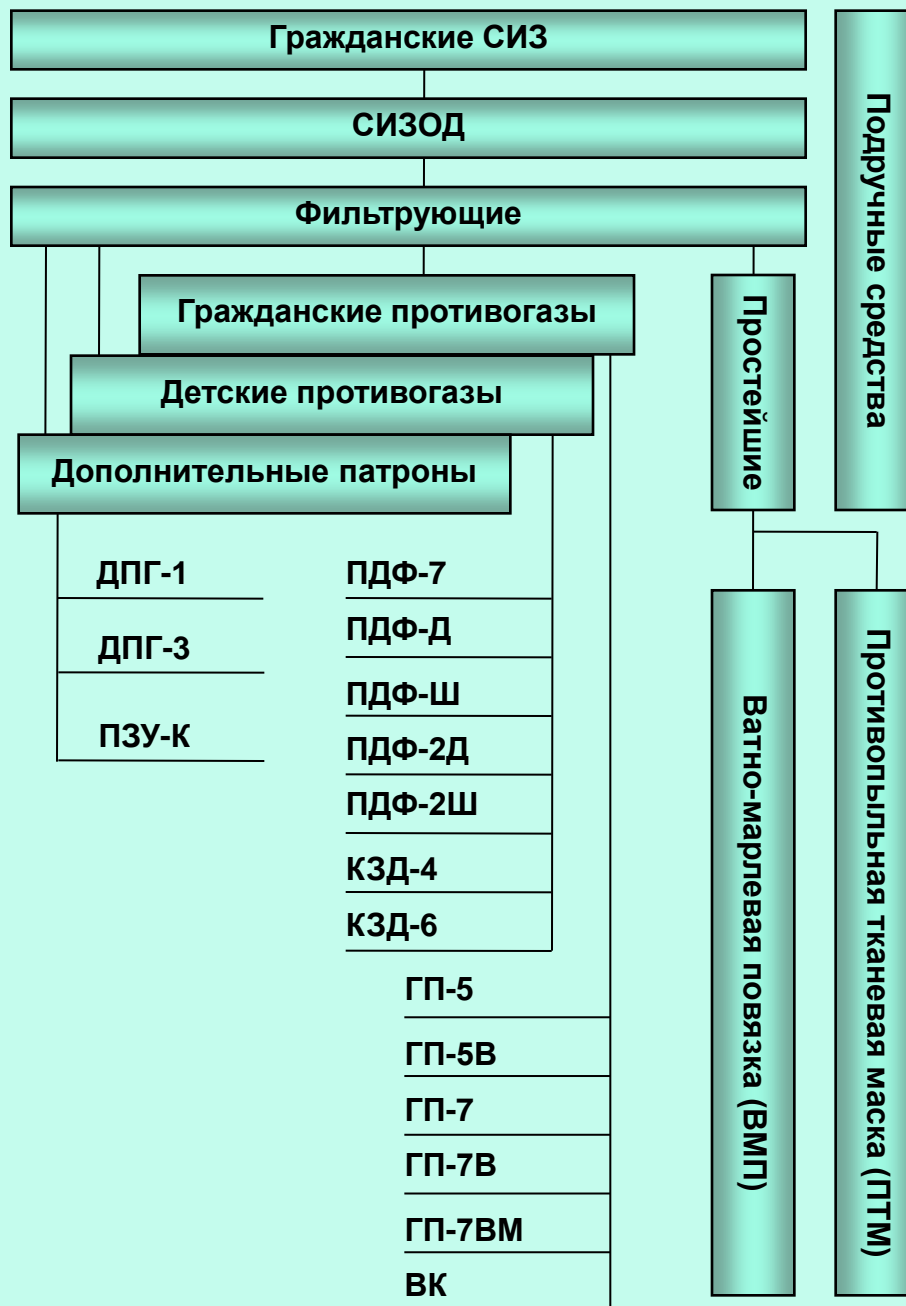 Гражданские СИЗ
СИЗОД
Фильтрующие
Гражданские противогазы
Детские противогазы
Дополнительные патроны
ДПГ-1
ДПГ-3
ПЗУ-К
ПДФ-7
ПДФ-Д
ПДФ-Ш
ПДФ-2Д
ПДФ-2Ш
КЗД-4
КЗД-6
ГП-5
ГП-5В
ГП-7
ГП-7В
ГП-7ВМ
ВК
Простейшие
Подручные средства
Ватно-марлевая повязка (ВМП)
Противопыльная тканевая маска (ПТМ)